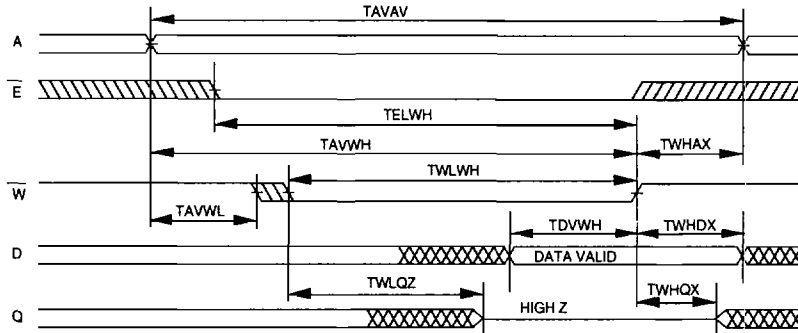 TAVAV
A
E
TELWH
TAVWH TWHAX
TWLWH
W
TAVWL
TDVWH TWHDX
D DATA VALID
TWLQZ TWHQX
Q HIGH Z